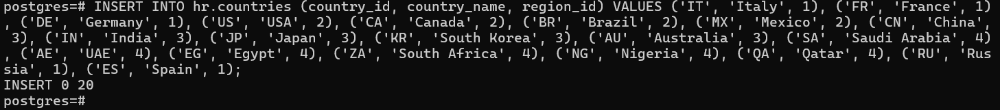 postgres=# INSERT INTO hr.countries (country_id, country_name, region_id) VALUES ('IT', 'Italy', 1), ('FR', 'France', 1)
, ('DE', 'Germany', 1), ('US', 'USA', 2), ('CA', 'Canada', 2), ('BR', 'Brazil', 2), ('MX', 'Mexico', 2), ('CN', 'China',
 3), ('IN', 'India', 3), ('JP', 'Japan', 3), ('KR', 'South Korea', 3), ('AU', 'Australia', 3), ('SA', 'Saudi Arabia', 4)
, ('AE', 'UAE', 4), ('EG', 'Egypt', 4), ('ZA', 'South Africa', 4), ('NG', 'Nigeria', 4), ('QA', 'Qatar', 4), ('RU', 'Rus
sia', 1), ('ES', 'Spain', 1);
INSERT 0 20
postgres=#